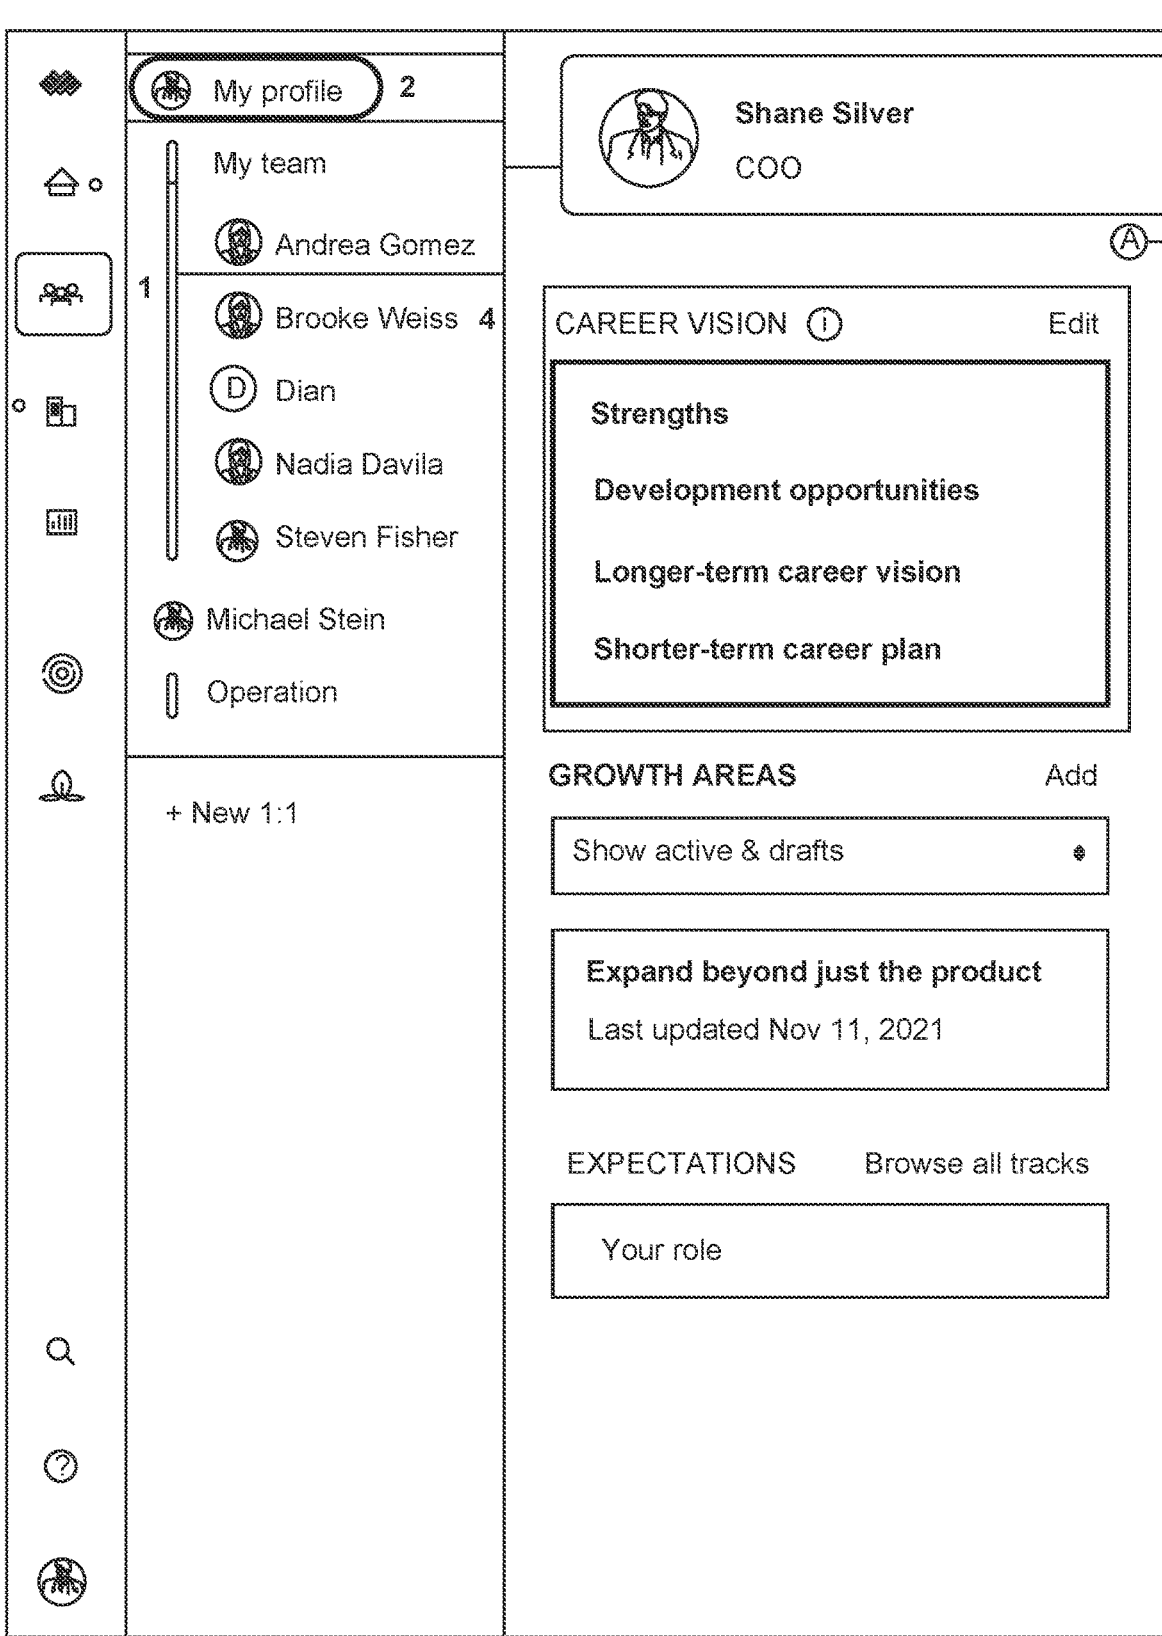 My profile 2
My team
Andrea Gomez
1
Brooke Weiss 4
D Dian
Nadia Davila
Steven Fisher
Michael Stein
Operation
+ New 1:1
Shane Silver
COO
A
CAREER VISION i Edit
Strengths
Development opportunities
Longer-term career vision
Shorter-term career plan
GROWTH AREAS Add
Show active & drafts
Expand beyond just the product
Last updated Nov 11, 2021
EXPECTATIONS Browse all tracks
Your role
?